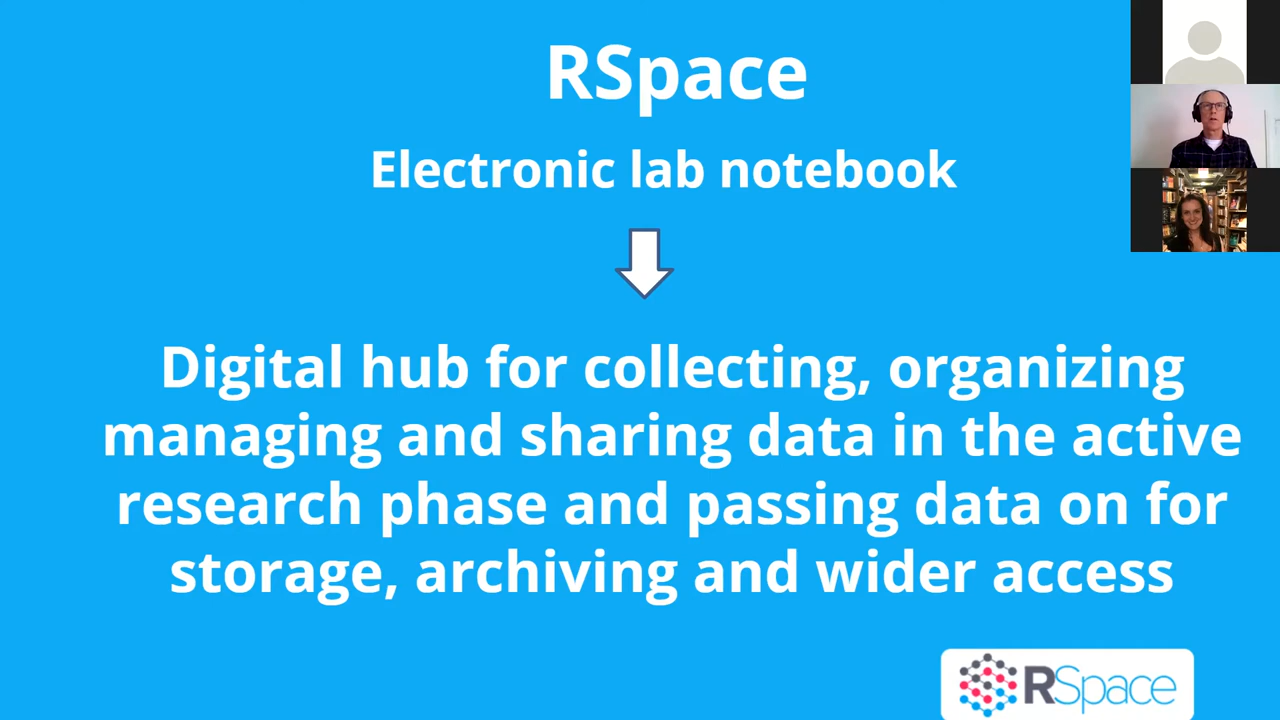 RSpace
Electronic lab notebook
Digital hub for collecting, organizing
managing and sharing data in the active
research phase and passing data on for
storage, archiving and wider access
RSpace